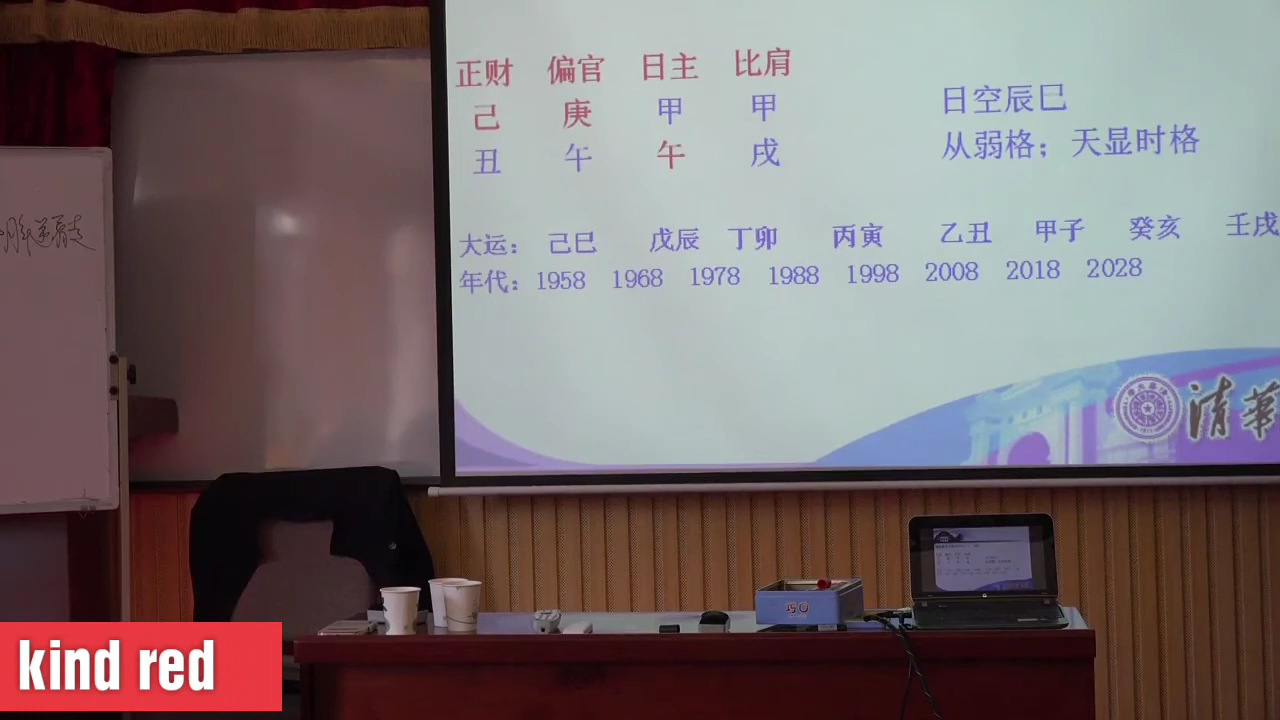 正财 偏官 日主 比肩
己 庚 甲 甲
丑 午 午 戌
日空辰巳
从弱格；天显时格
大运：己巳 戊辰 丁卯 丙寅 乙丑 甲子 癸亥 壬戌
年代：1958 1968 1978 1988 1998 2008 2018 2028
清華
kind red